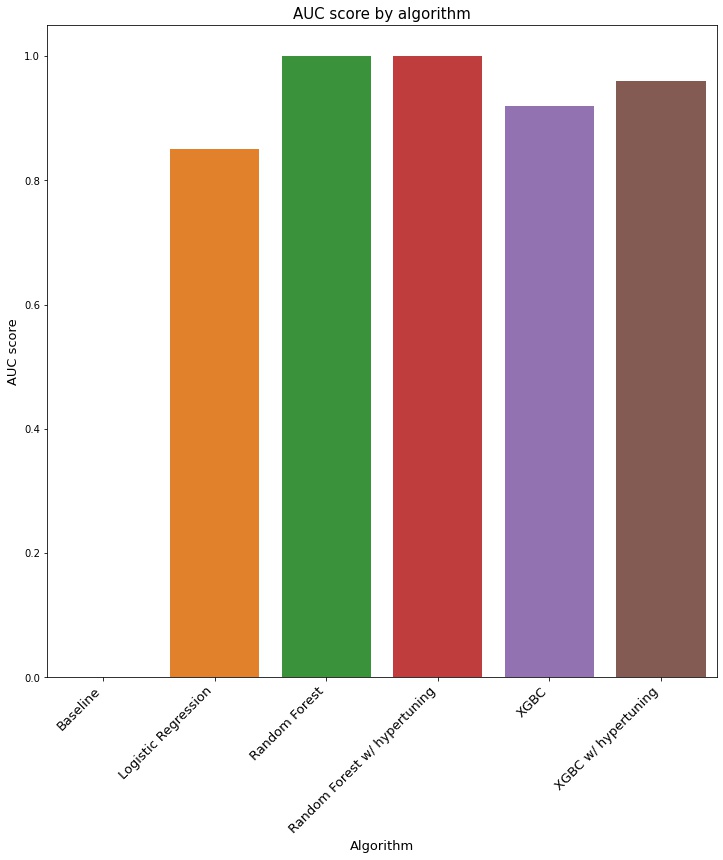 AUC score by algorithm
AUC score
1.0
0.8
0.6
0.4
0.2
0.0
Baseline
Logistic Regression
Random Forest
Random Forest w/ hypertuning
XGBC
XGBC w/ hypertuning
Algorithm